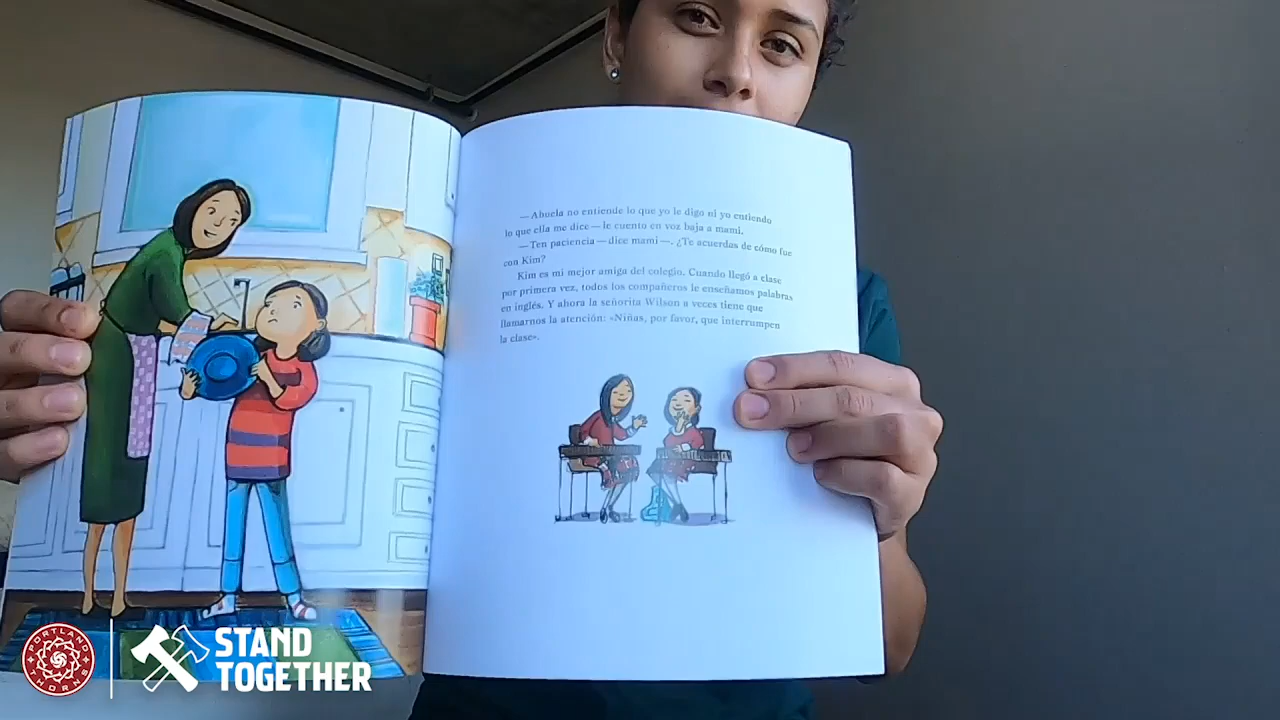 —Abuela no entiende lo que yo le digo ni yo entiendo
lo que ella me dice—le cuento en voz baja a mami.
—Ten paciencia—dice mami—. ¿Te acuerdas de cómo fue
con Kim?
Kim es mi mejor amiga del colegio. Cuando llegó a clase
por primera vez, todos los compañeros le enseñamos palabras
en inglés. Y ahora la señorita Wilson a veces tiene que
llamarnos la atención: «Niñas, por favor, que interrumpen
la clase».
PORTLAND
THORNS
STAND
TOGETHER